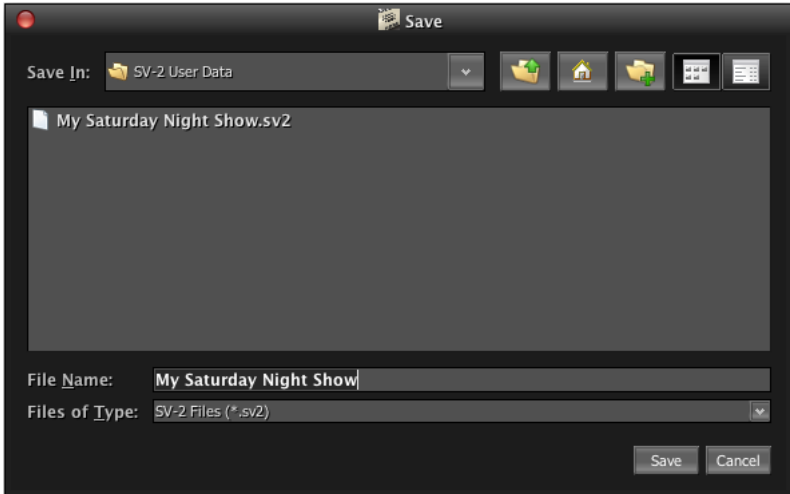 Save
Save In: SV-2 User Data
My Saturday Night Show.sv2
File Name: My Saturday Night Show
Files of Type: SV-2 Files (*.sv2)
Save Cancel